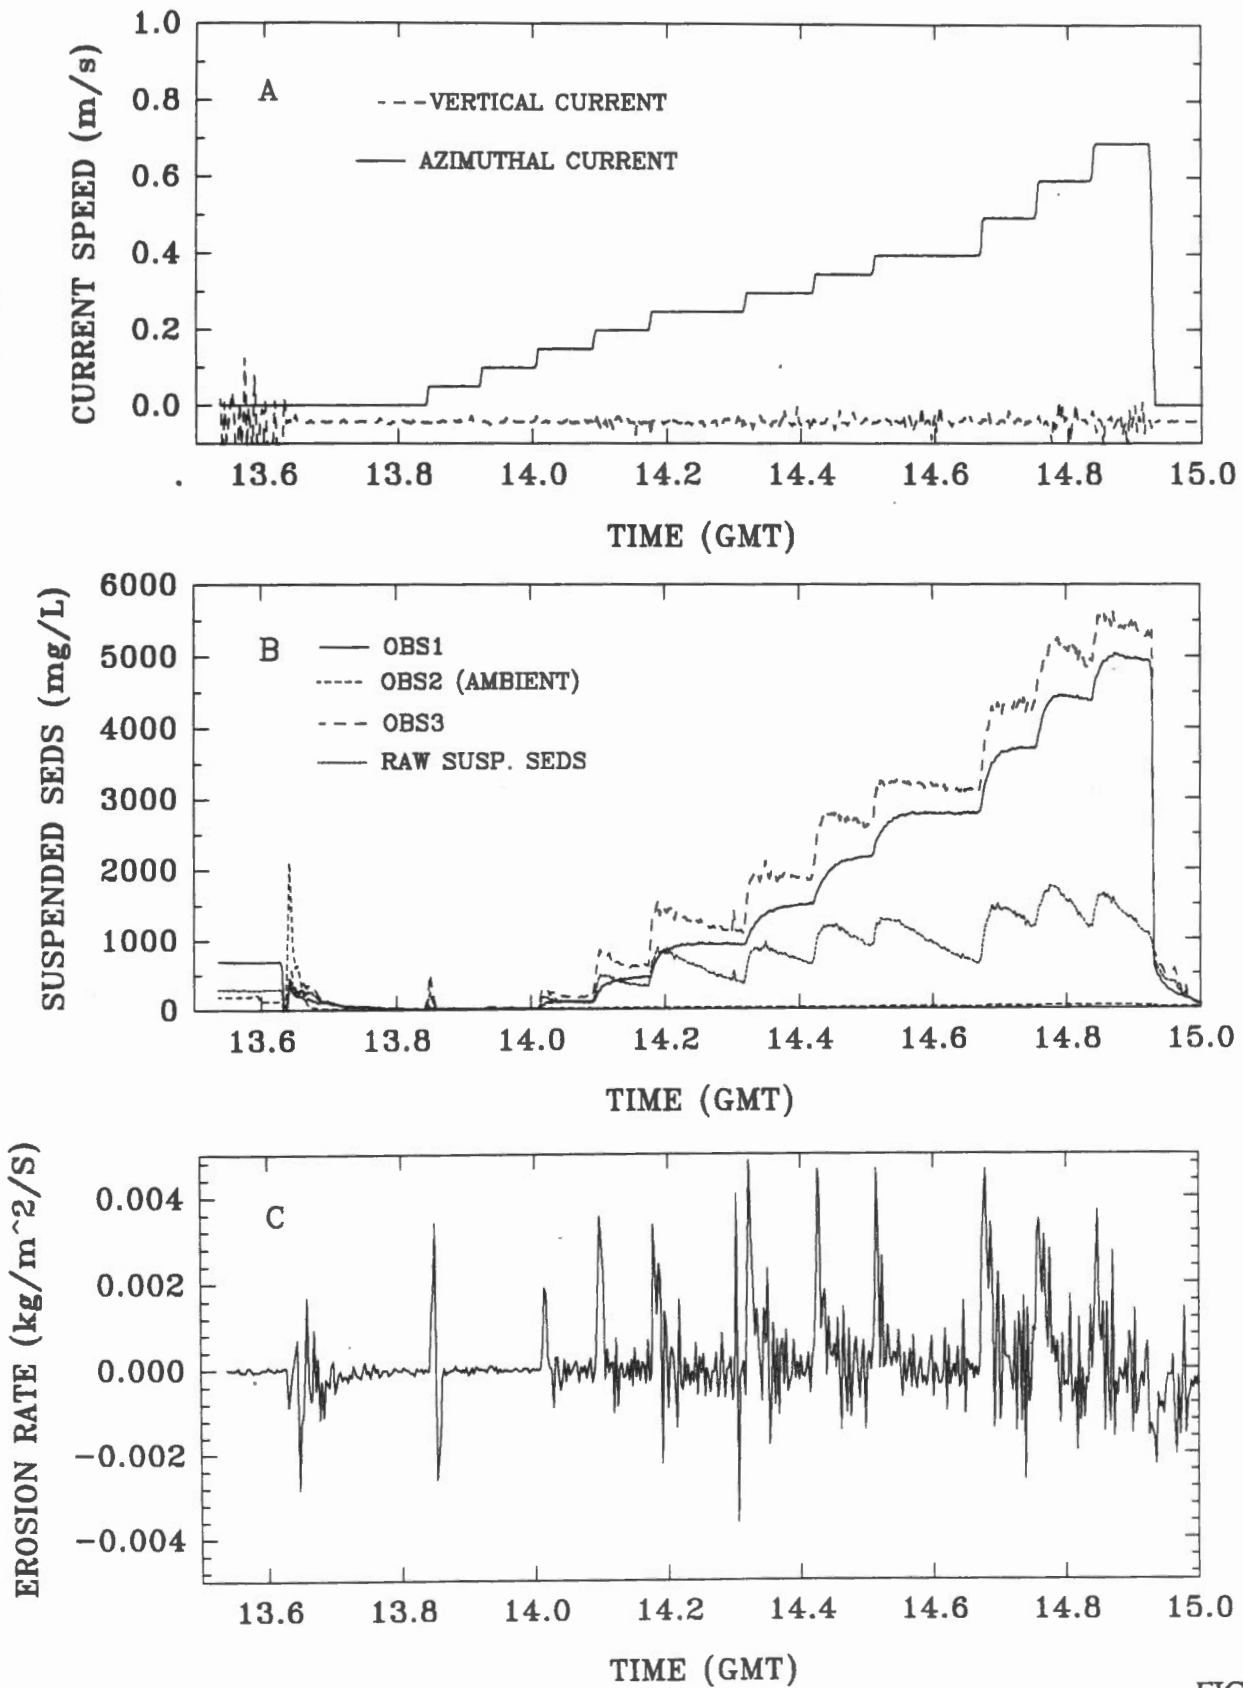 1.0
0.8
0.6
0.4
0.2
0.0
CURRENT SPEED (m/s)
A
- - - -VERTICAL CURRENT
AZIMUTHAL CURRENT
13.6 13.8 14.0 14.2 14.4 14.6 14.8 15.0
TIME (GMT)
6000
5000
4000
3000
2000
1000
0
SUSPENDED SEDS (mg/L)
B
OBS1
OBS2 (AMBIENT)
OBS3
RAW SUSP. SEDS
13.6 13.8 14.0 14.2 14.4 14.6 14.8 15.0
TIME (GMT)
0.004
0.002
0.000
-0.002
-0.004
EROSION RATE (kg/m^2/S)
C
13.6 13.8 14.0 14.2 14.4 14.6 14.8 15.0
TIME (GMT)
FIG